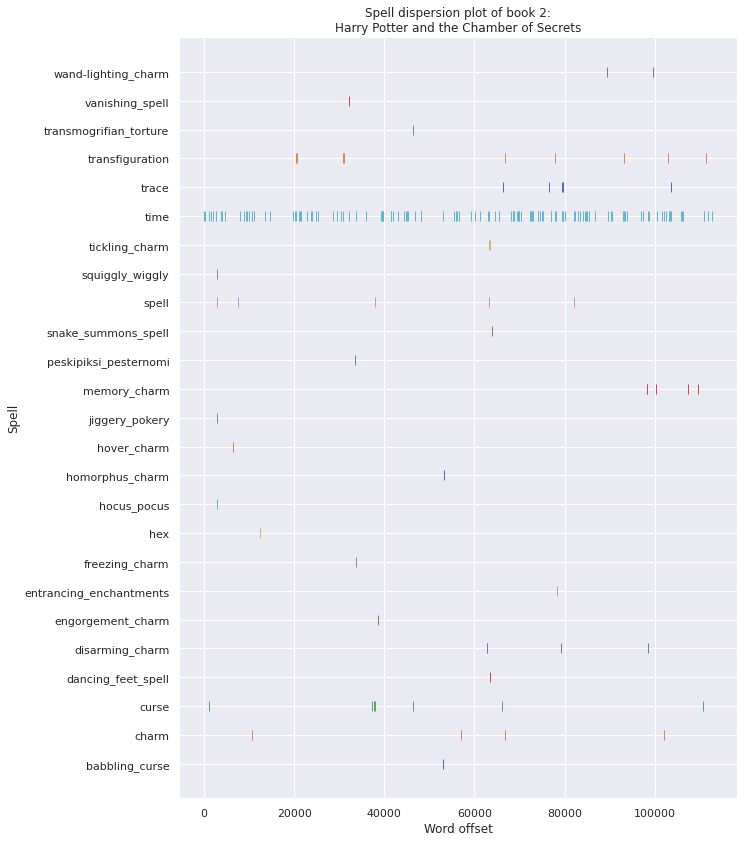 Spell dispersion plot of book 2:
Harry Potter and the Chamber of Secrets
wand-lighting_charm
vanishing_spell
transmogrifian_torture
transfiguration
trace
time
tickling_charm
squiggly_wiggly
spell
snake_summons_spell
peskipiksi_pesternomi
memory_charm
jiggery_pokery
hover_charm
homorphus_charm
hocus_pocus
hex
freezing_charm
entrancing_enchantments
engorgement_charm
disarming_charm
dancing_feet_spell
curse
charm
babbling_curse
Spell
0 20000 40000 60000 80000 100000
Word offset